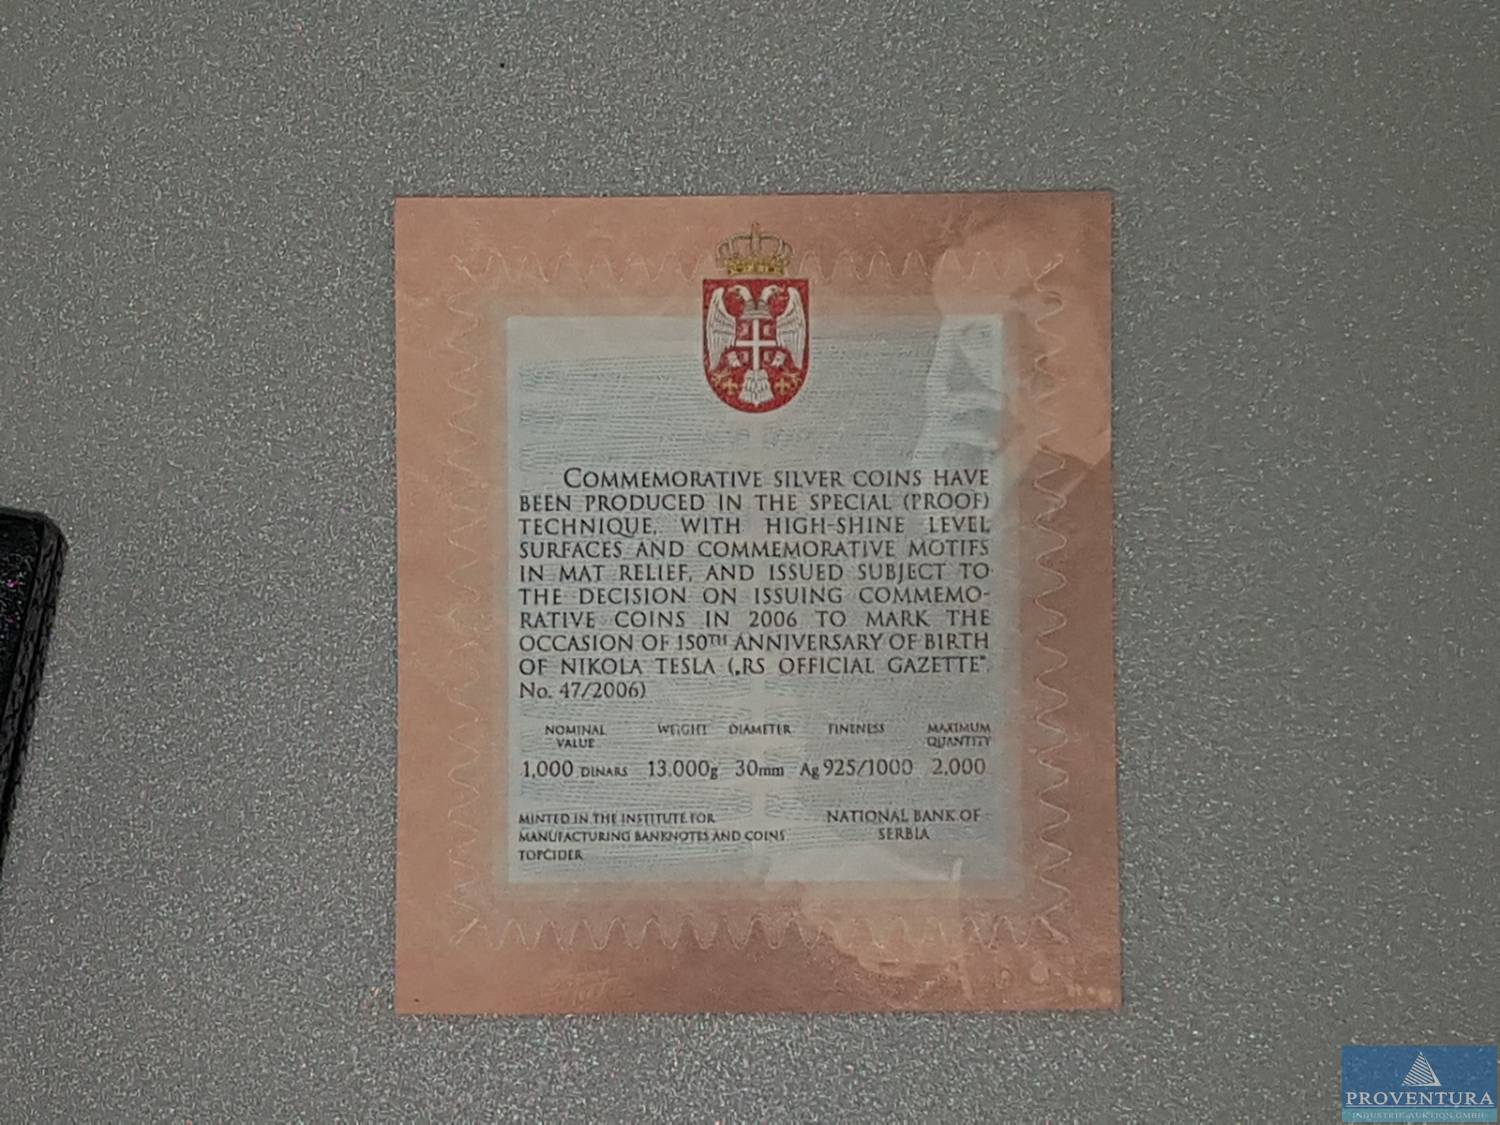 COMMEMORATIVE SILVER COINS HAVE
BEEN PRODUCED IN THE SPECIAL (PROOF)
TECHNIQUE, WITH HIGH-SHINE LEVEL
SURFACES AND COMMEMORATIVE MOTIFS
IN MAT RELIEF, AND ISSUED SUBJECT TO
THE DECISION ON ISSUING COMMEMO-
RATIVE COINS IN 2006 TO MARK THE
OCCASION OF 150TH ANNIVERSARY OF BIRTH
OF NIKOLA TESLA („RS OFFICIAL GAZETTE“.
No. 47/2006)
NOMINAL VALUE WEIGHT DIAMETER FINENESS MAXIMUM QUANTITY
1,000 DINARS 13.000g 30mm Ag 925/1000 2,000
MINTED IN THE INSTITUTE FOR
MANUFACTURING BANKNOTES AND COINS
TOPČIDER
NATIONAL BANK OF
SERBIA
PROVENTURA
INDUSTRIE-AUKTION GMBH